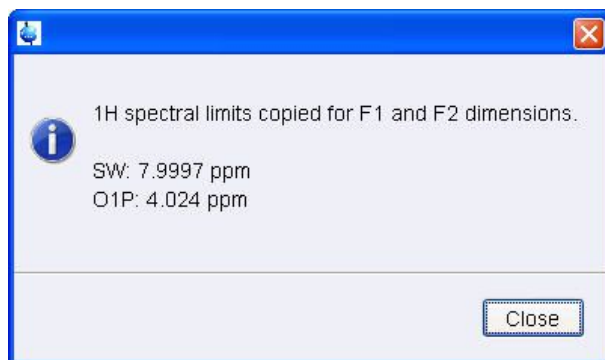 1H spectral limits copied for F1 and F2 dimensions.
SW: 7.9997 ppm
O1P: 4.024 ppm
Close